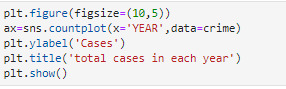 plt.figure(figsize=(10,5))
ax=sns.countplot(x='YEAR',data=crime)
plt.ylabel('Cases')
plt.title('total cases in each year')
plt.show()